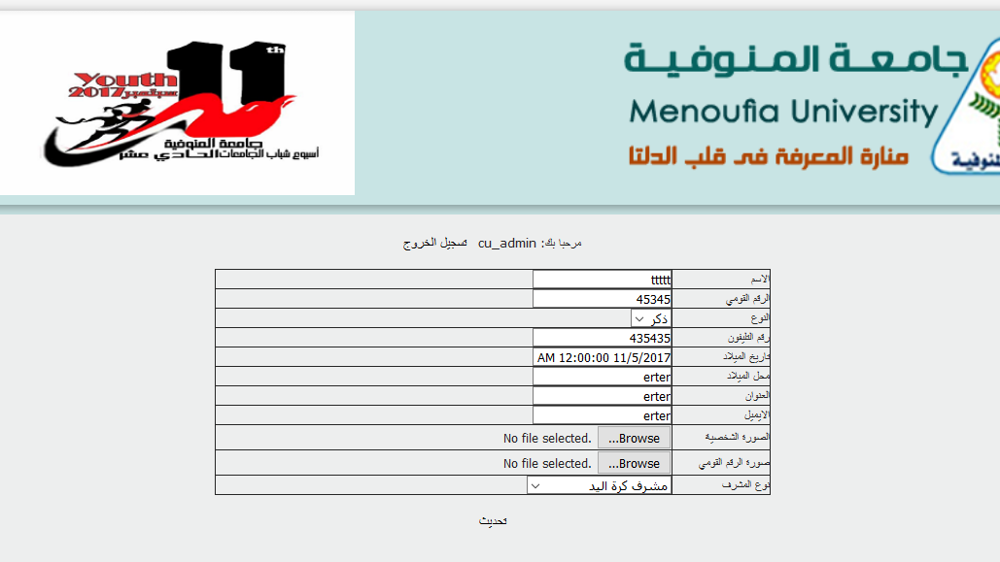 11th
Youth
2017 سبتمبر
جامعة المنوفية
أسبوع شباب الجامعات الحادي عشر
جامعة المنوفية
Menoufia University
منارة المعرفة فى قلب الدلتا
مرحبا بك: cu_admin تسجيل الخروج
الاسم ttttt
الرقم القومي 45345
النوع ذكر
رقم التليفون 435435
تاريخ الميلاد AM 12:00:00 11/5/2017
محل الميلاد erter
العنوان erter
الايميل erter
الصورة الشخصية Browse... No file selected.
صورة الرقم القومي Browse... No file selected.
نوع المشرف مشرف كرة اليد
تحديث